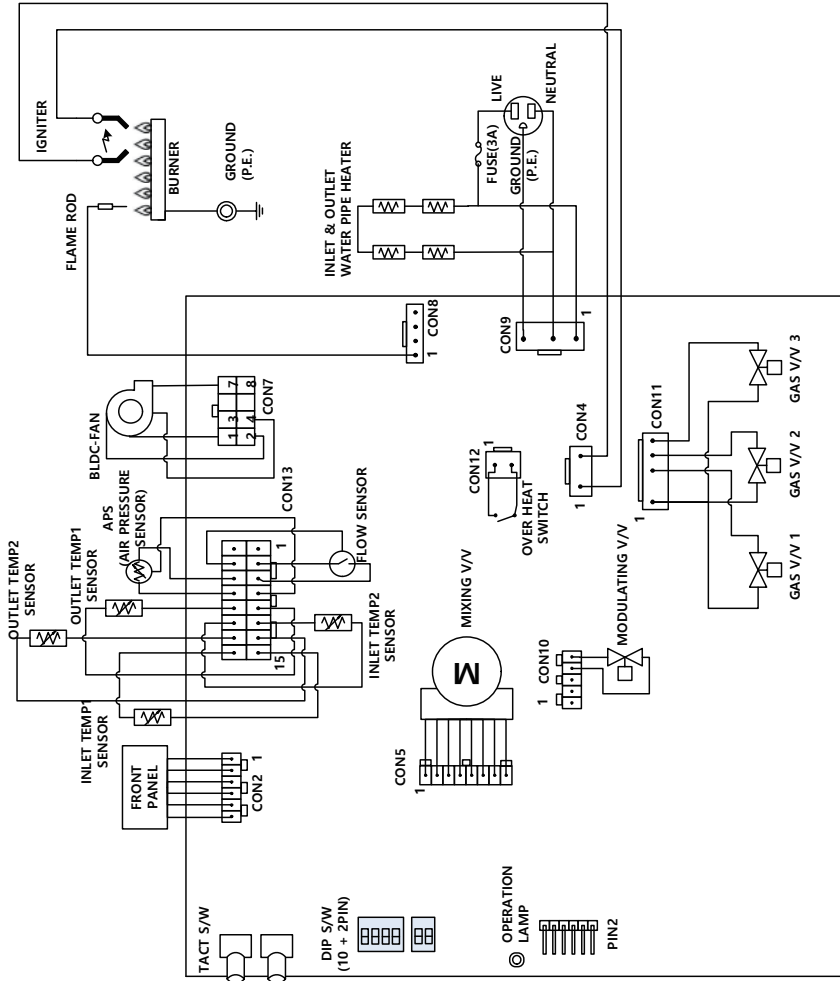 IGNITER
FLAME ROD
BURNER
GROUND
(P.E.)
INLET & OUTLET
WATER PIPE HEATER
FUSE(3A)
LIVE
NEUTRAL
GROUND
(P.E.)
CON8
1
CON9
1
BLDC-FAN
1
3
7
2
4
8
CON7
CON12
1
OVER HEAT
SWITCH
CON4
1
CON11
1
GAS V/V 1
GAS V/V 2
GAS V/V 3
OUTLET TEMP2
SENSOR
OUTLET TEMP1
SENSOR
APS
(AIR PRESSURE
SENSOR)
CON13
1
15
FLOW SENSOR
INLET TEMP2
SENSOR
INLET TEMP1
SENSOR
MIXING V/V
M
CON5
1
CON10
1
MODULATING V/V
FRONT
PANEL
CON2
1
TACT S/W
DIP S/W
(10 + 2PIN)
OPERATION
LAMP
PIN2